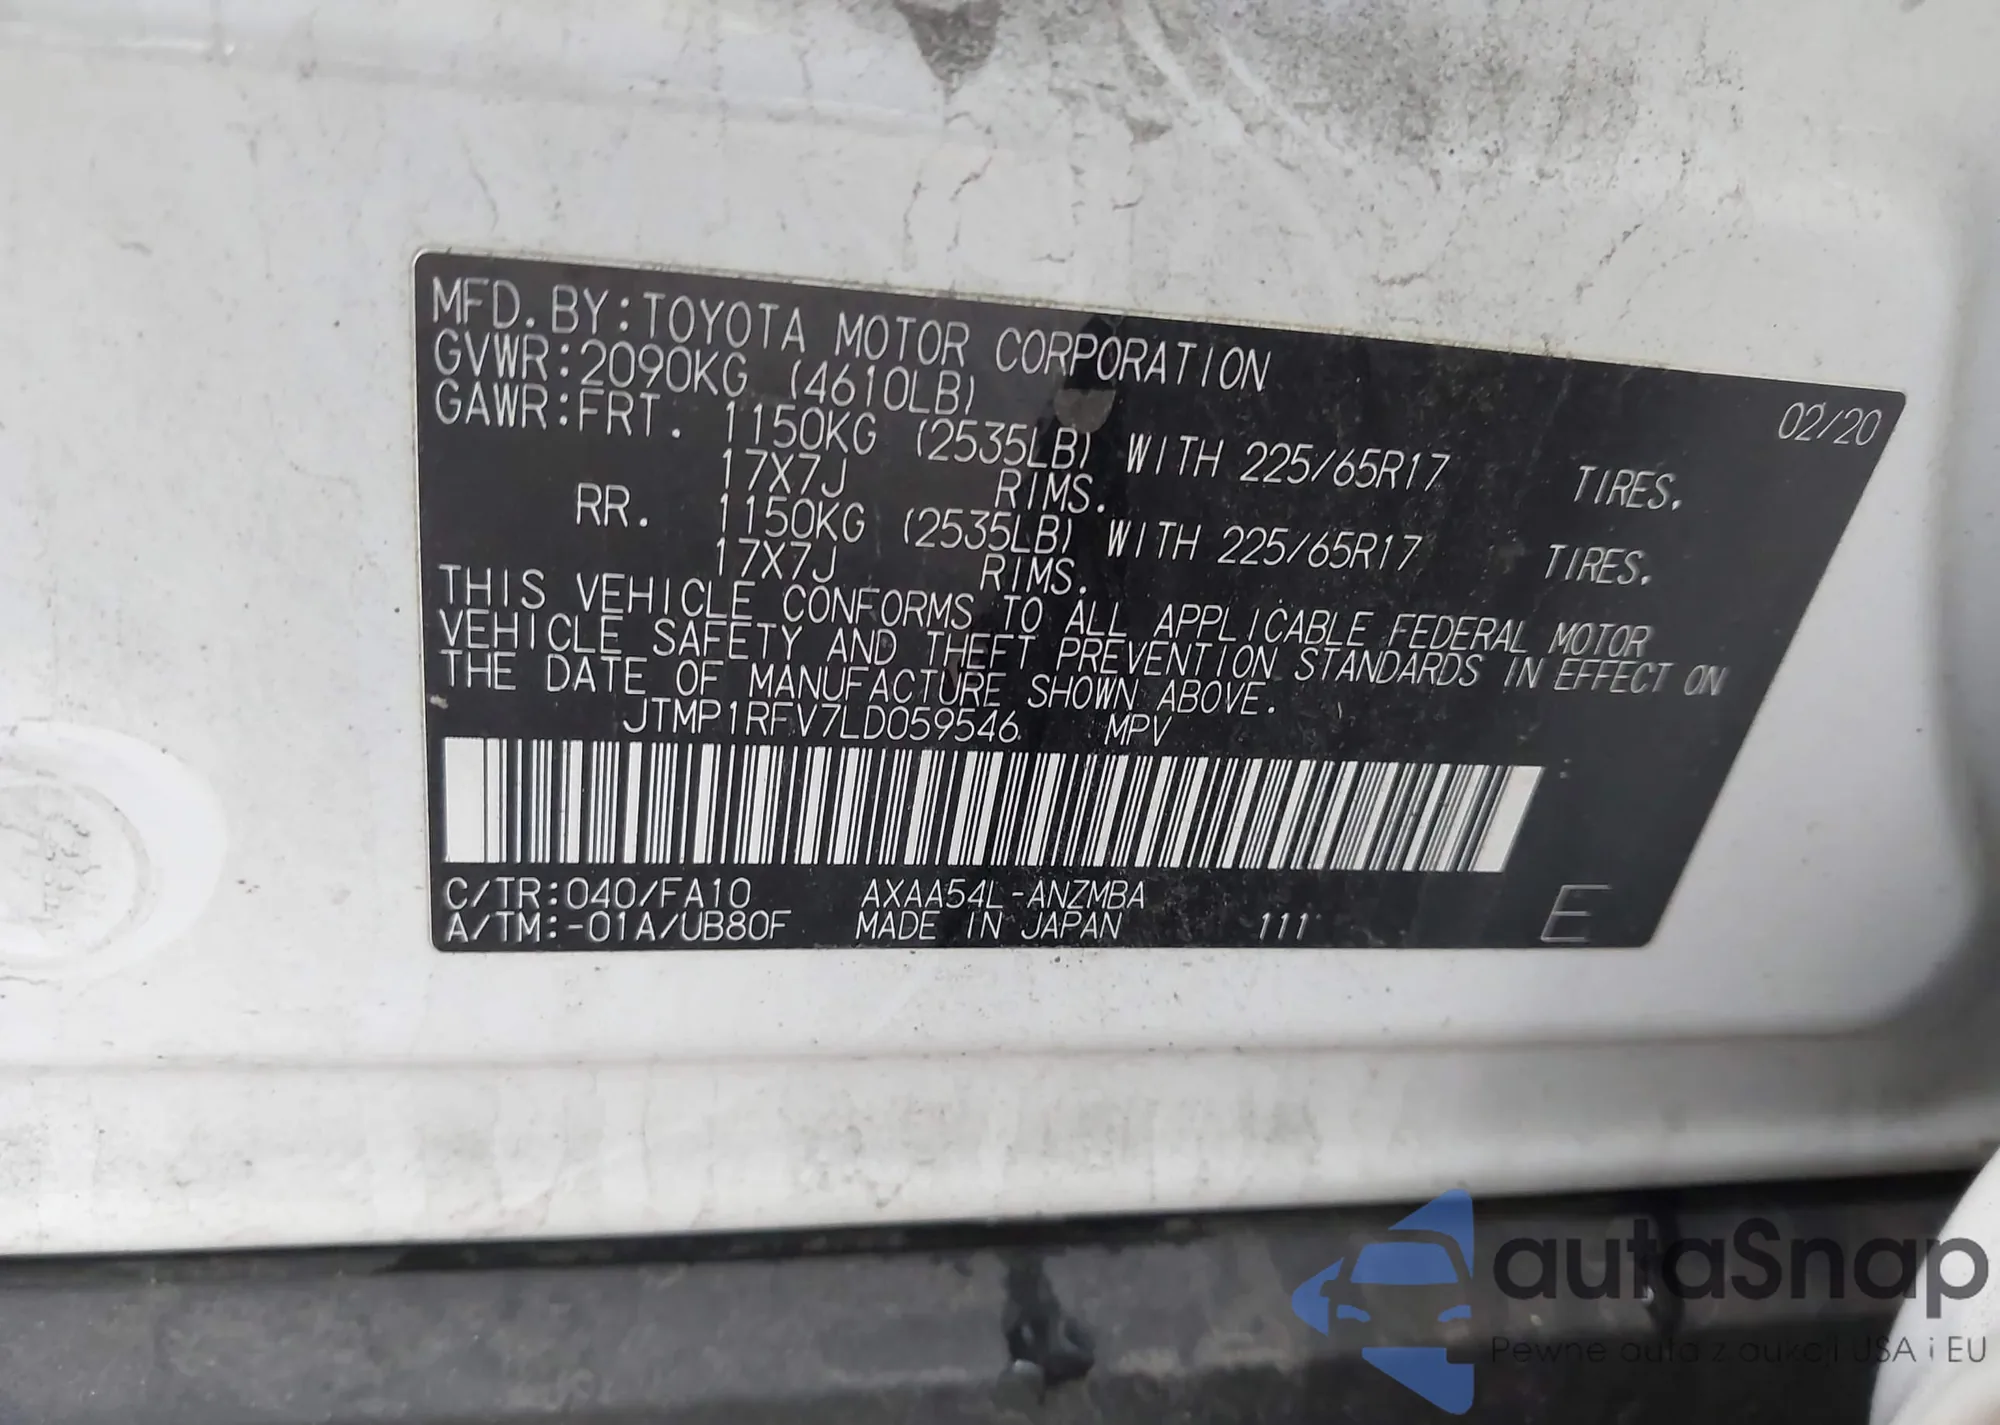 MFD. BY: TOYOTA MOTOR CORPORATION 02/20
GVWR: 2090KG (4610LB)
GAWR: FRT. 1150KG (2535LB) WITH 225/65R17 TIRES.
17X7J RIMS.
RR. 1150KG (2535LB) WITH 225/65R17 TIRES.
17X7J RIMS.
THIS VEHICLE CONFORMS TO ALL APPLICABLE FEDERAL MOTOR
VEHICLE SAFETY AND THEFT PREVENTION STANDARDS IN EFFECT ON
THE DATE OF MANUFACTURE SHOWN ABOVE.
JTMP1RFV7LD059546 MPV
C/TR: 040/FA10 AXAA54L-ANZMBA
A/TM: -01A/UB80F MADE IN JAPAN 111 E
autaSnap
Pewne auta z aukcji USA i EU